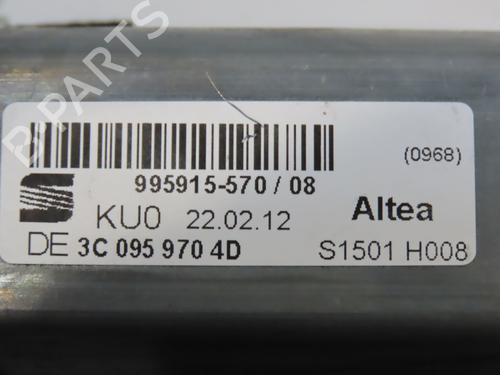 B-PARTS
(0968)
995915-570 / 08
KU0 22.02.12 Altea
DE 3C 095 970 4D S1501 H008